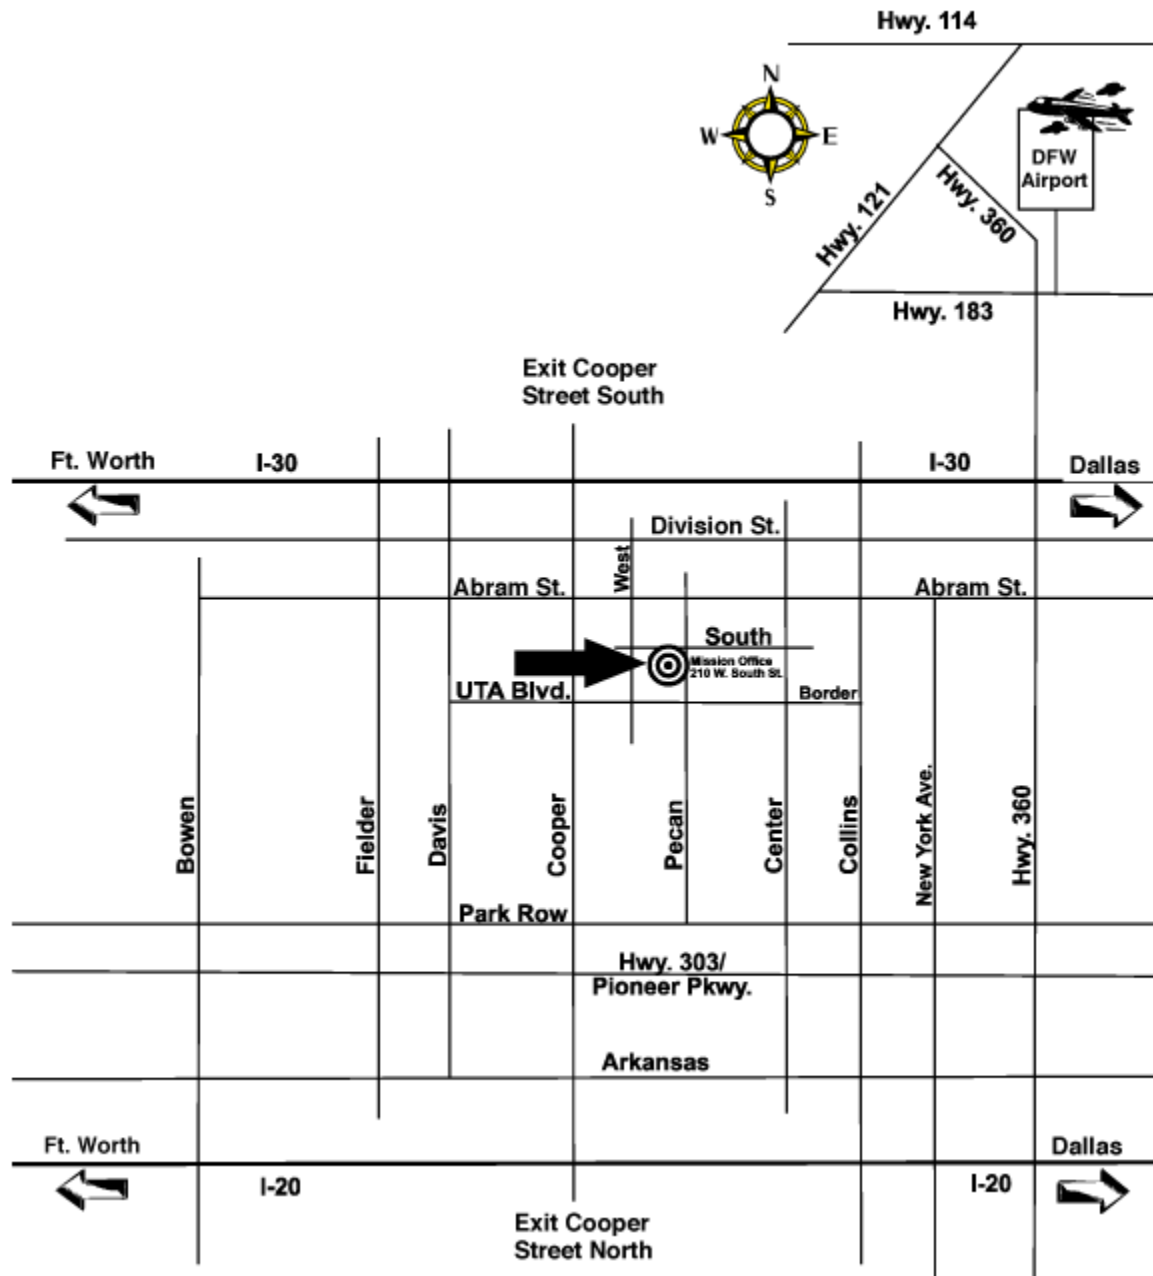 Hwy. 114
N
W
E
S
DFW
Airport
Hwy. 121
Hwy. 360
Hwy. 183
Exit Cooper
Street South
Ft. Worth
I-30
I-30
Dallas
Division St.
West
Abram St.
Abram St.
South
Mission Office
210 W. South St.
UTA Blvd.
Border
Bowen
Fielder
Davis
Cooper
Pecan
Center
Collins
New York Ave.
Hwy. 360
Park Row
Hwy. 303/
Pioneer Pkwy.
Arkansas
Ft. Worth
Dallas
I-20
I-20
Exit Cooper
Street North